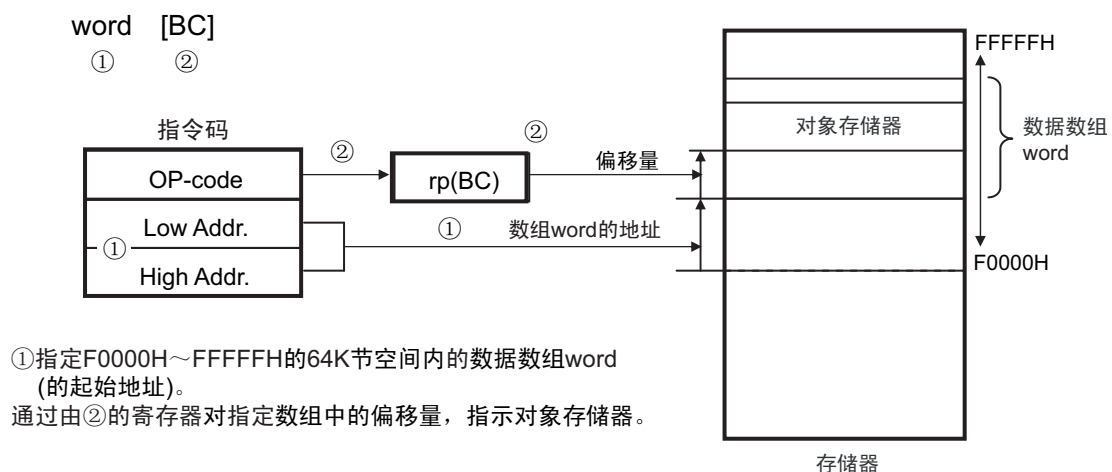 word [BC]
① ②
指令码
OP-code
Low Addr.
①
High Addr.
②
rp(BC)
②
①
偏移量
数组word的地址
对象存储器
FFFFFH
数据数组
word
F0000H
存储器
①指定F0000H～FFFFFH的64K节空间内的数据数组word
(的起始地址)。
通过由②的寄存器对指定数组中的偏移量，指示对象存储器。